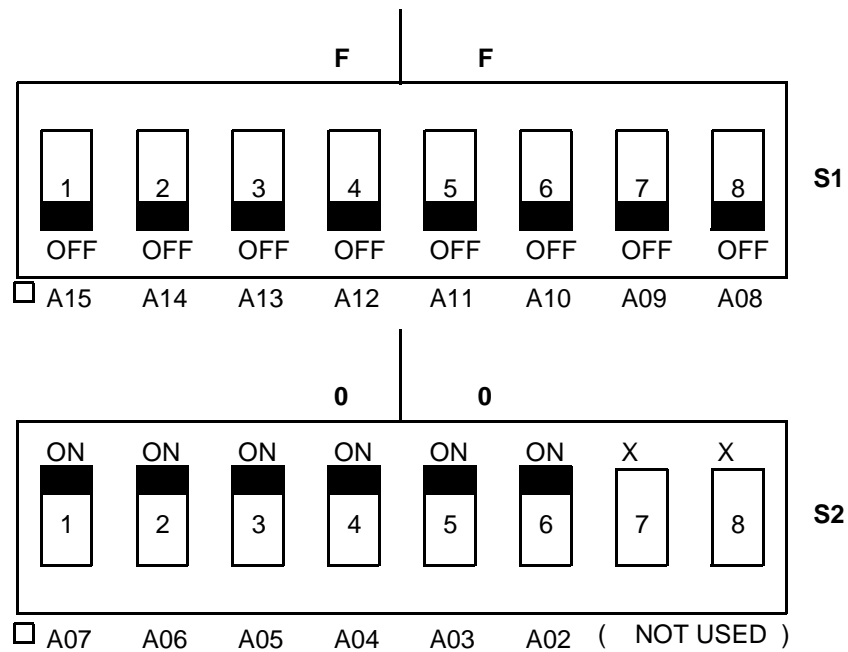 F F
1 2 3 4 5 6 7 8
S1
OFF OFF OFF OFF OFF OFF OFF OFF
A15 A14 A13 A12 A11 A10 A09 A08
0 0
ON ON ON ON ON ON X X
1 2 3 4 5 6 7 8
S2
A07 A06 A05 A04 A03 A02 ( NOT USED )